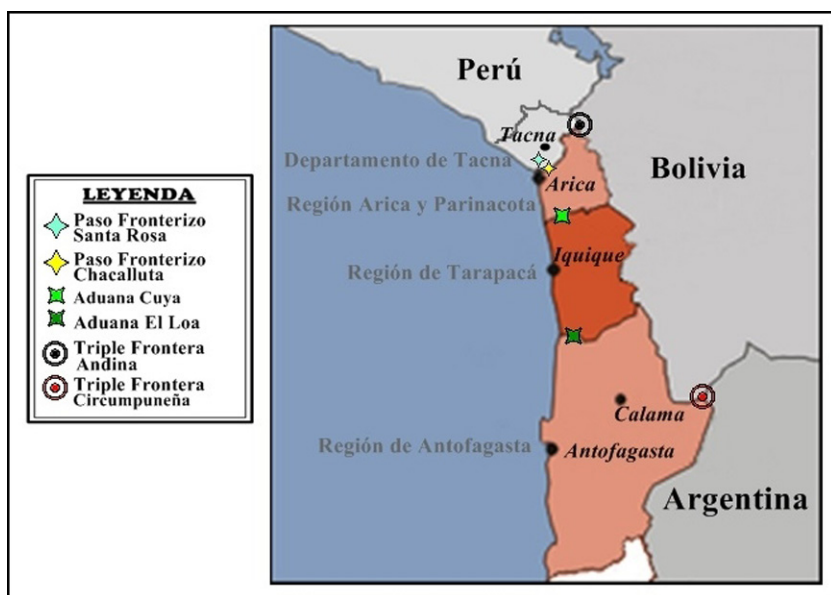 LEYENDA
Paso Fronterizo
Santa Rosa
Paso Fronterizo
Chacalluta
Aduana Cuya
Aduana El Loa
Triple Frontera
Andina
Triple Frontera
Circumpuneña
Perú
Tacna
Departamento de Tacna
Bolivia
Arica
Región Arica y Parinacota
Iquique
Región de Tarapacá
Calama
Región de Antofagasta
Antofagasta
Argentina